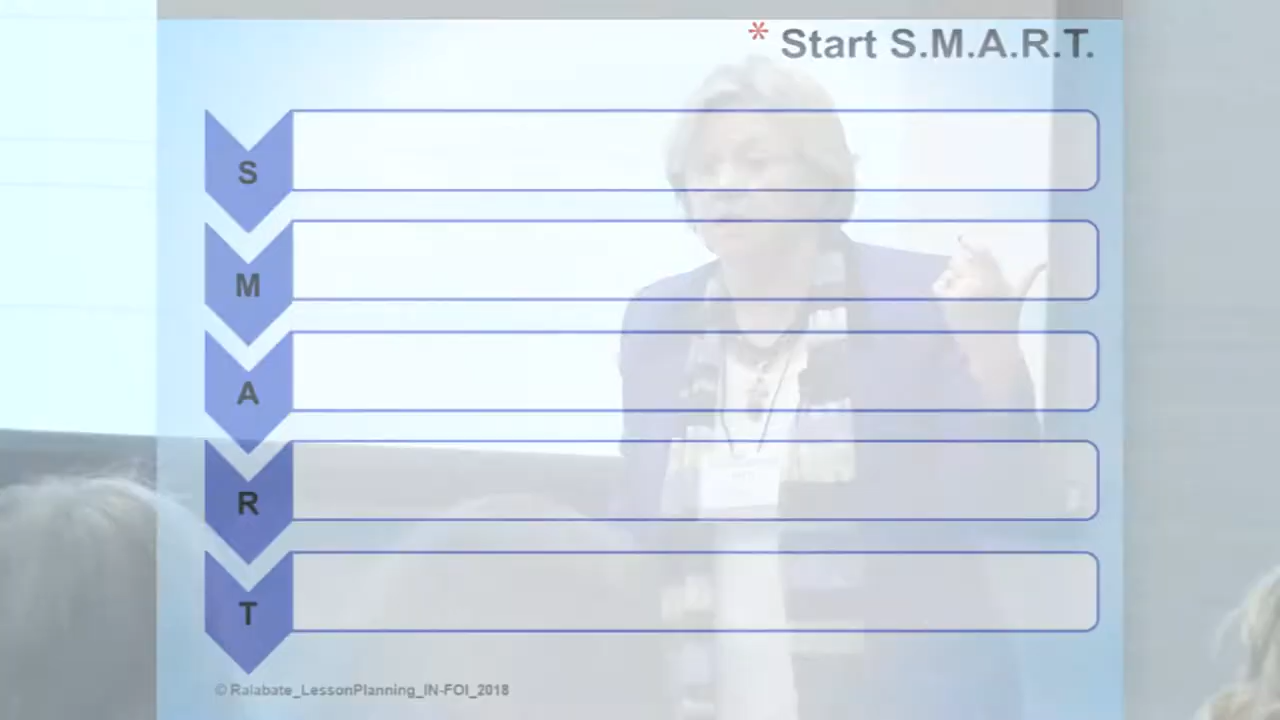 * Start S.M.A.R.T.
S
M
A
R
T
© Ralabate_LessonPlanning_IN-FOI_2018